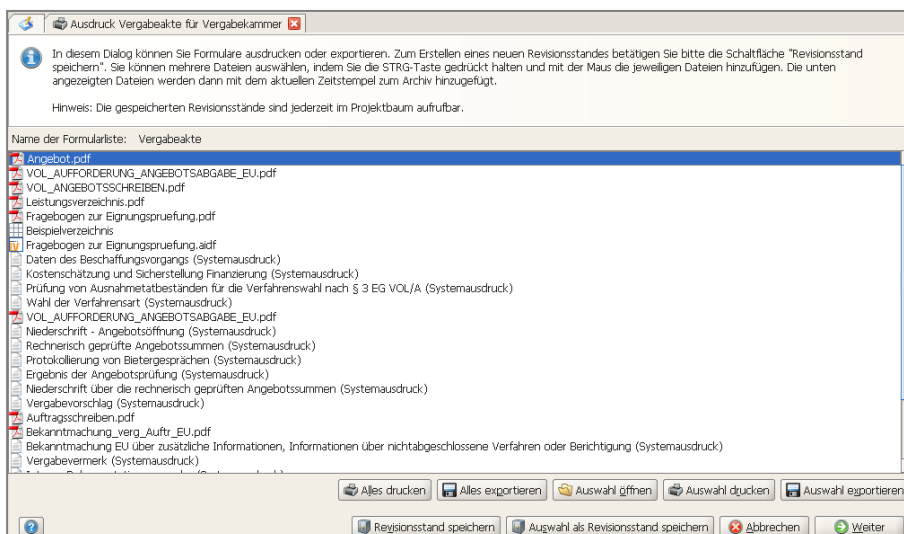 Ausdruck Vergabeakte für Vergabekammer
In diesem Dialog können Sie Formulare ausdrucken oder exportieren. Zum Erstellen eines neuen Revisionsstandes betätigen Sie bitte die Schaltfläche "Revisionsstand
speichern". Sie können mehrere Dateien auswählen, indem Sie die STRG-Taste gedrückt halten und mit der Maus die jeweiligen Dateien hinzufügen. Die unten
angezeigten Dateien werden dann mit dem aktuellen Zeitstempel zum Archiv hinzugefügt.
Hinweis: Die gespeicherten Revisionsstände sind jederzeit im Projektbaum aufrufbar.
Name der Formularliste: Vergabeakte
Angebot.pdf
VOL_AUFFORDERUNG_ANGEBOTSABGABE_EU.pdf
VOL_ANGEBOTSSCHREIBEN.pdf
Leistungsverzeichnis.pdf
Fragebogen zur Eignungspruefung.pdf
Beispielverzeichnis
Fragebogen zur Eignungspruefung.aidf
Daten des Beschaffungsvorgangs (Systemausdruck)
Kostenschätzung und Sicherstellung Finanzierung (Systemausdruck)
Prüfung von Ausnahmetatbeständen für die Verfahrenswahl nach § 3 EG VOL/A (Systemausdruck)
Wahl der Verfahrensart (Systemausdruck)
VOL_AUFFORDERUNG_ANGEBOTSABGABE_EU.pdf
Niederschrift - Angebotsöffnung (Systemausdruck)
Rechnerisch geprüfte Angebotssummen (Systemausdruck)
Protokollierung von Bietergesprächen (Systemausdruck)
Ergebnis der Angebotsprüfung (Systemausdruck)
Niederschrift über die rechnerisch geprüften Angebotssummen (Systemausdruck)
Vergabevorschlag (Systemausdruck)
Auftragsschreiben.pdf
Bekanntmachung_verg_Auftr_EU.pdf
Bekanntmachung EU über zusätzliche Informationen, Informationen über nichtabgeschlossene Verfahren oder Berichtigung (Systemausdruck)
Vergabevermerk (Systemausdruck)
Alles drucken Alles exportieren Auswahl öffnen Auswahl drucken Auswahl exportieren
Revisionsstand speichern Auswahl als Revisionsstand speichern Abbrechen Weiter